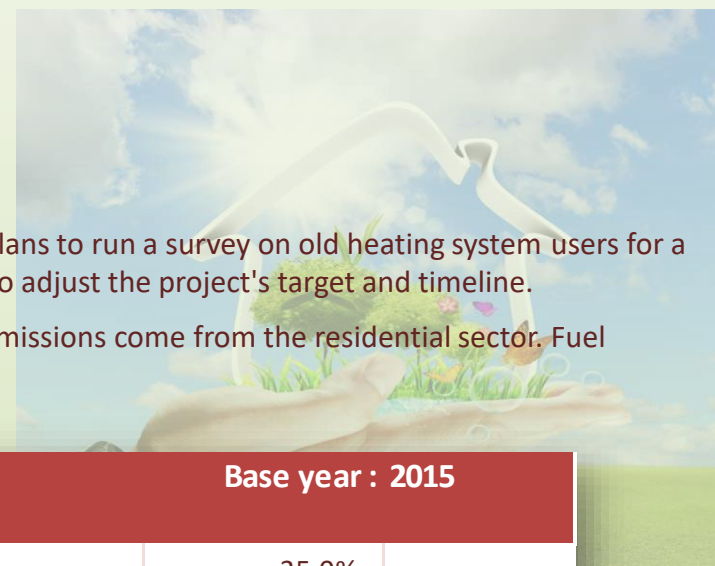 lans to run a survey on old heating system users for a
o adjust the project's target and timeline.
missions come from the residential sector. Fuel
Base year : 2015